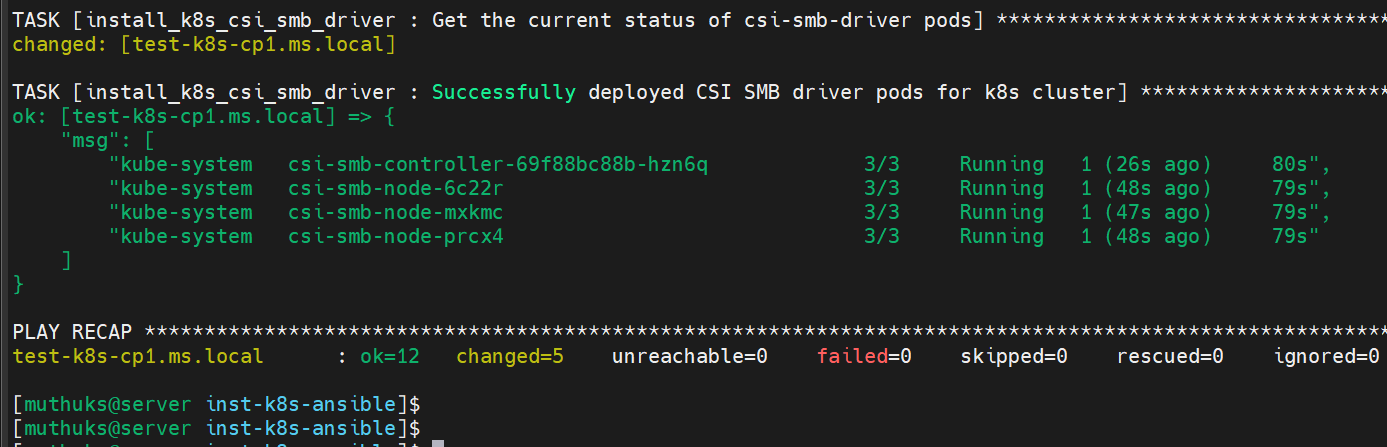 TASK [install_k8s_csi_smb_driver : Get the current status of csi-smb-driver pods] ********************************
changed: [test-k8s-cp1.ms.local]
TASK [install_k8s_csi_smb_driver : Successfully deployed CSI SMB driver pods for k8s cluster] ********************
ok: [test-k8s-cp1.ms.local] => {
"msg": [
"kube-system csi-smb-controller-69f88bc88b-hzn6q 3/3 Running 1 (26s ago) 80s",
"kube-system csi-smb-node-6c22r 3/3 Running 1 (48s ago) 79s",
"kube-system csi-smb-node-mxkmc 3/3 Running 1 (47s ago) 79s",
"kube-system csi-smb-node-prcx4 3/3 Running 1 (48s ago) 79s"
]
}
PLAY RECAP *******************************************************************************************************
test-k8s-cp1.ms.local : ok=12 changed=5 unreachable=0 failed=0 skipped=0 rescued=0 ignored=0
[muthuks@server inst-k8s-ansible]$
[muthuks@server inst-k8s-ansible]$
[muthuks@server inst-k8s-ansible]$